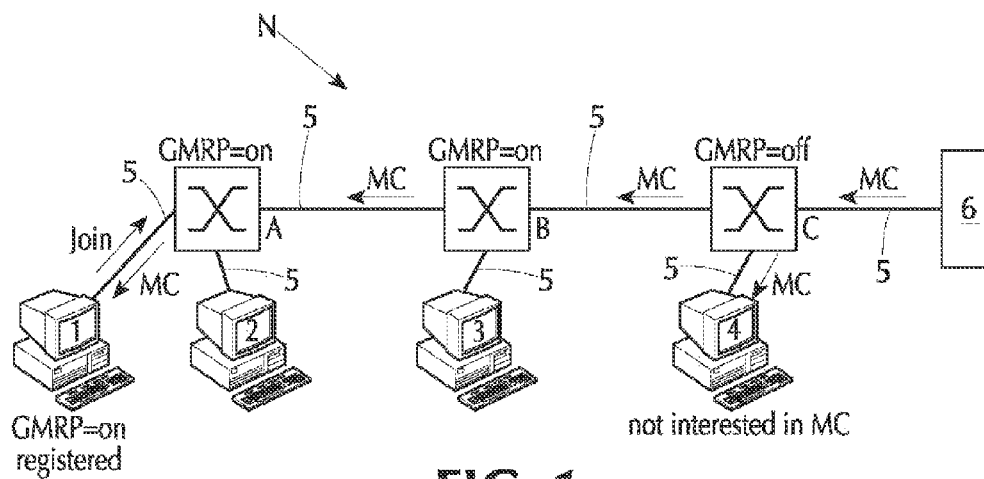 N
GMRP=on
GMRP=on
GMRP=off
5
5
5
MC
MC
MC
6
A
B
C
Join
MC
5
5
5
MC
5
1
2
3
4
GMRP=on
registered
not interested in MC